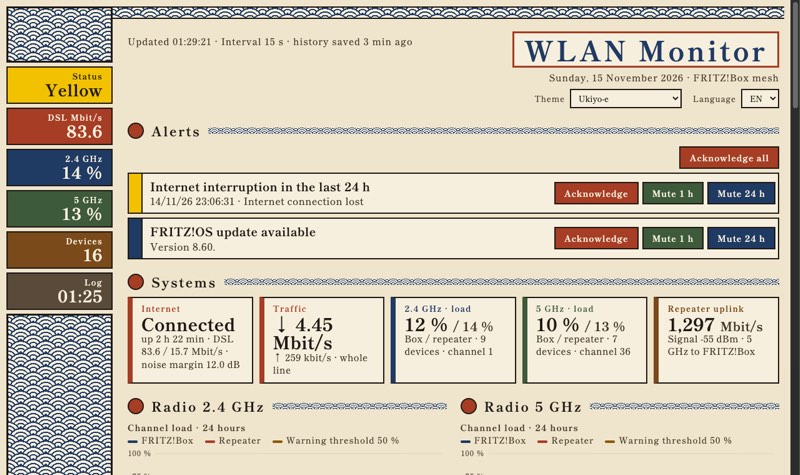 Updated 01:29:21 · Interval 15 s · history saved 3 min ago
WLAN Monitor
Sunday, 15 November 2026 · FRITZ!Box mesh
Theme Ukiyo-e Language EN
Status
Yellow
DSL Mbit/s
83.6
2.4 GHz
14 %
5 GHz
13 %
Devices
16
Log
01:25
Alerts
Acknowledge all
Internet interruption in the last 24 h
14/11/26 23:06:31 · Internet connection lost
Acknowledge Mute 1 h Mute 24 h
FRITZ!OS update available
Version 8.60.
Acknowledge Mute 1 h Mute 24 h
Systems
Internet
Connected
up 2 h 22 min · DSL
83.6 / 15.7 Mbit/s ·
noise margin 12.0 dB
Traffic
↓ 4.45
Mbit/s
↑ 259 kbit/s · whole
line
2.4 GHz · load
12 % / 14 %
Box / repeater · 9
devices · channel 1
5 GHz · load
10 % / 13 %
Box / repeater · 7
devices · channel 36
Repeater uplink
1,297 Mbit/s
Signal -55 dBm · 5
GHz to FRITZ!Box
Radio 2.4 GHz
Channel load · 24 hours
FRITZ!Box Repeater Warning threshold 50 %
100 %
Radio 5 GHz
Channel load · 24 hours
FRITZ!Box Repeater Warning threshold 50 %
100 %